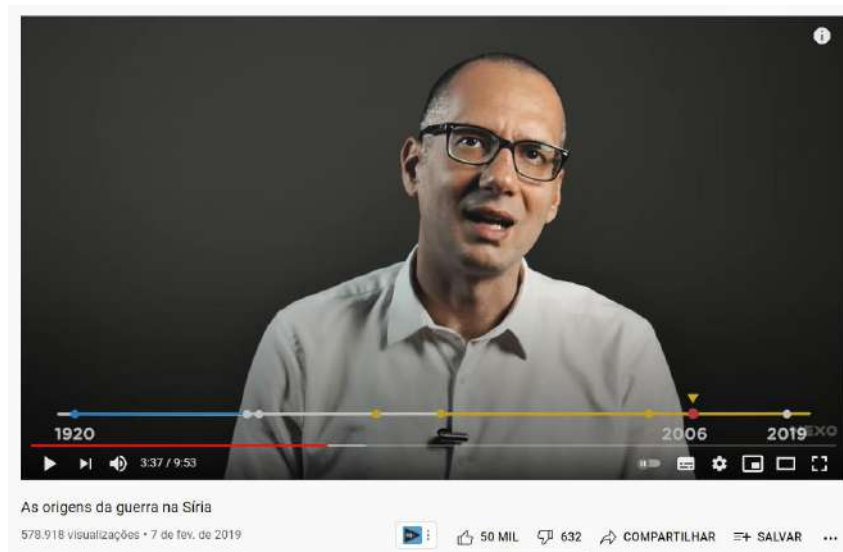 1920
2006
2019
NEXO
3:37 / 9:53
As origens da guerra na Síria
578.918 visualizações • 7 de fev. de 2019
50 MIL
632
COMPARTILHAR
SALVAR